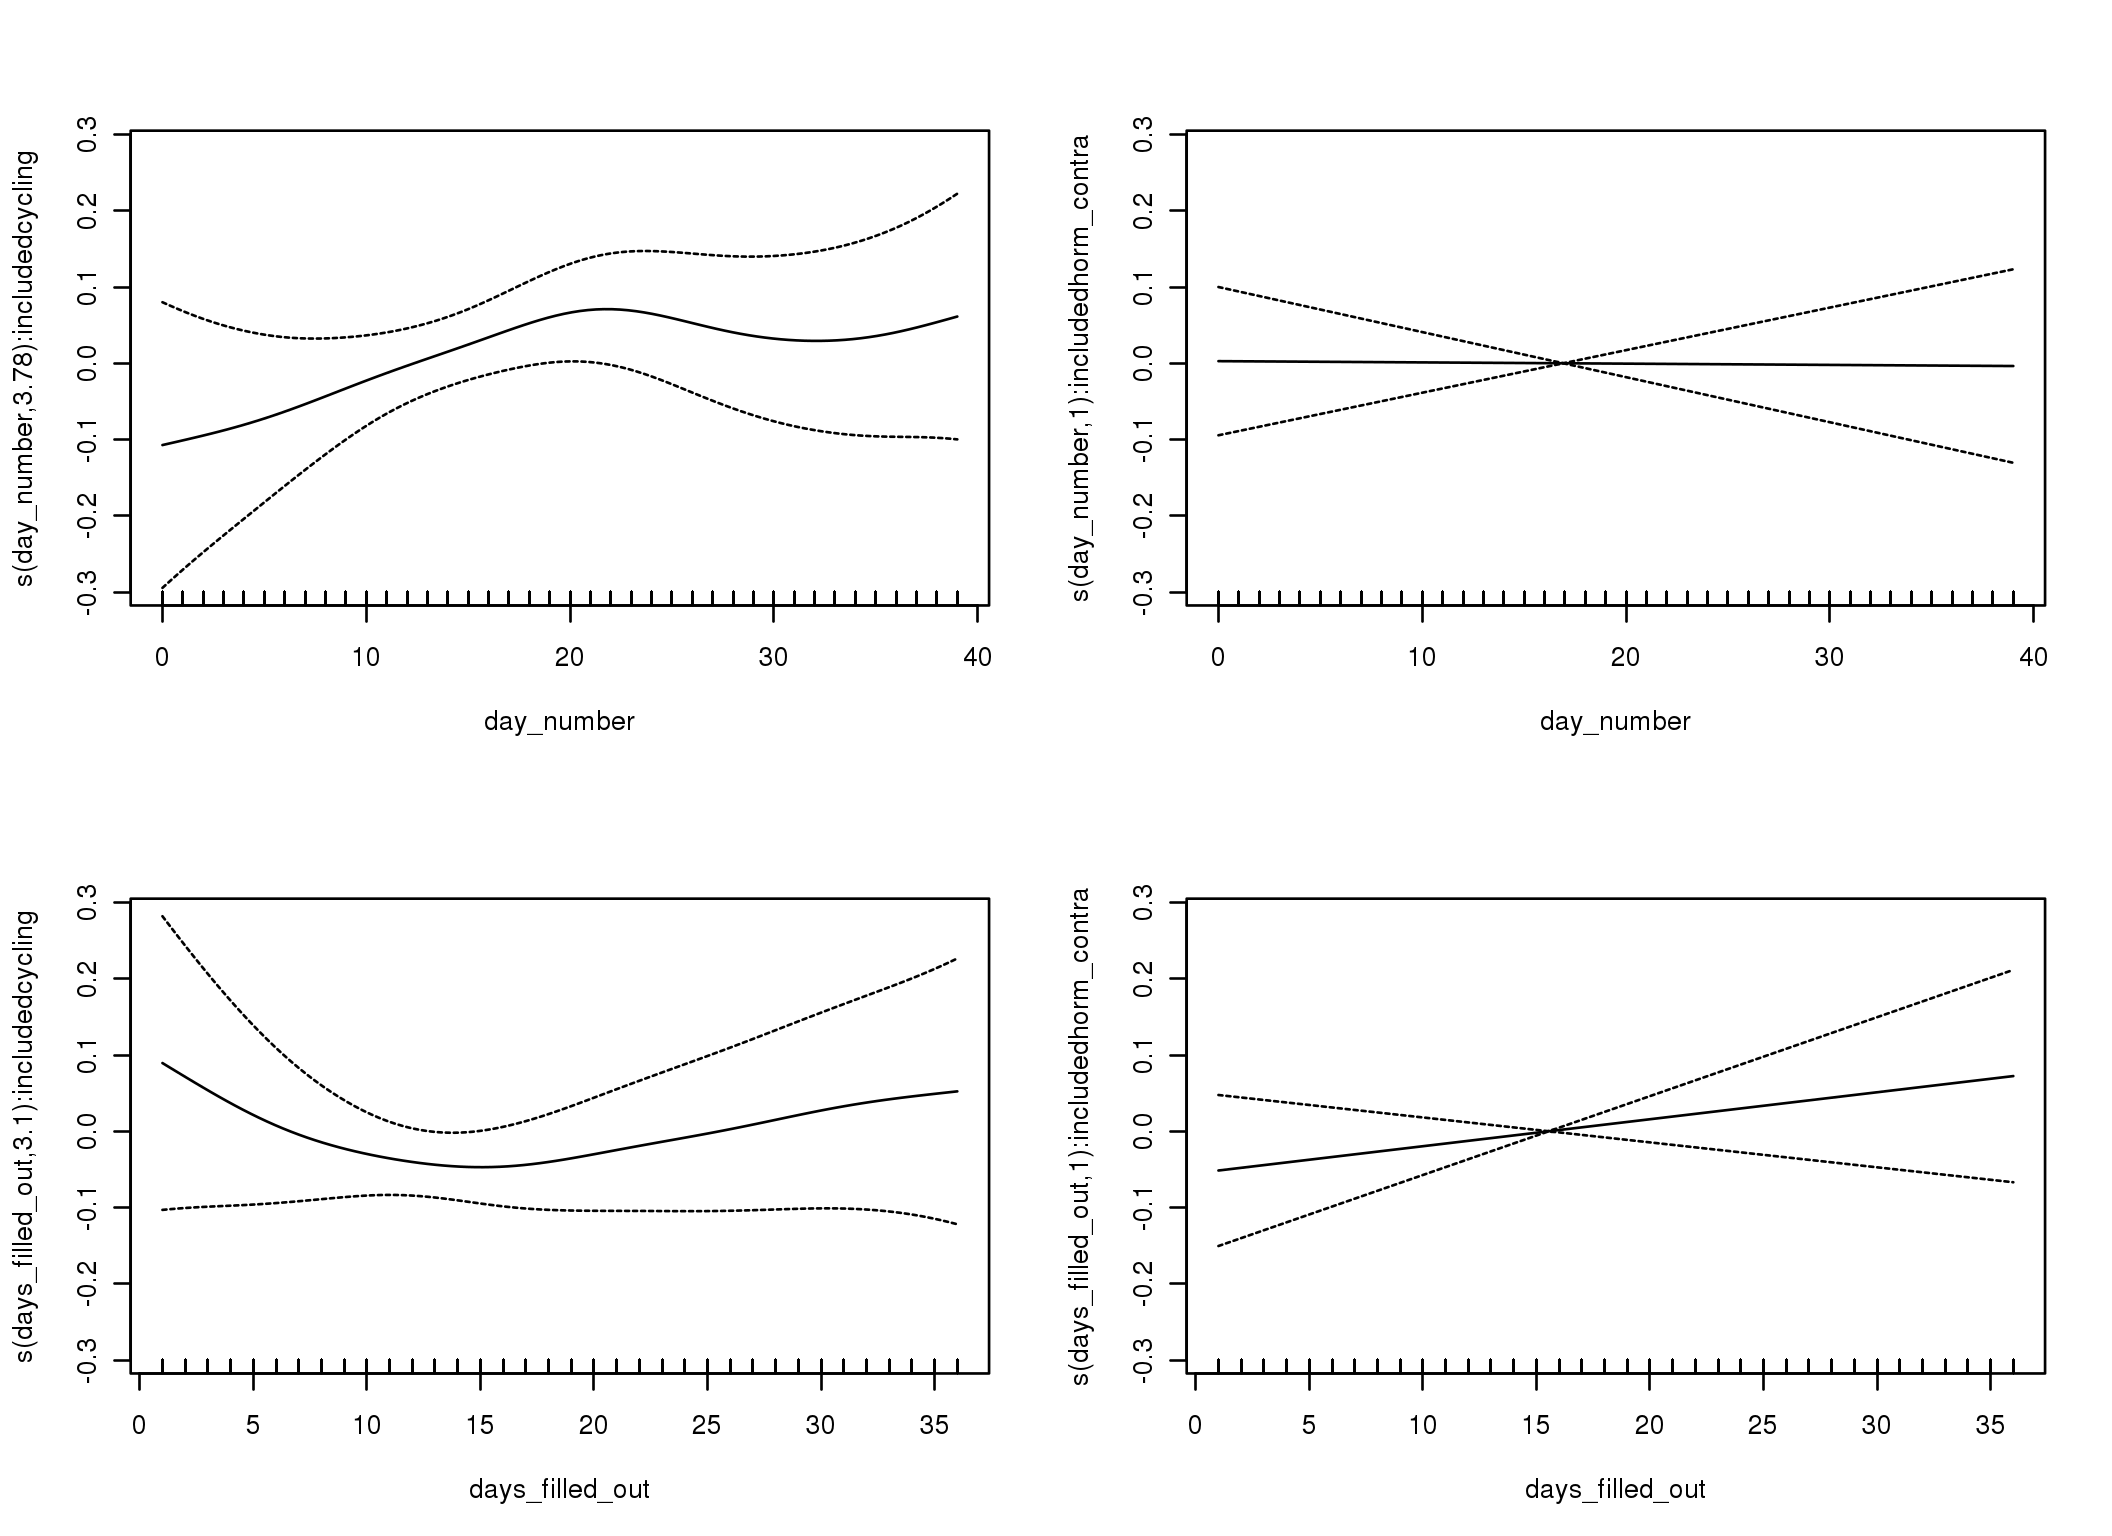 s(day_number,3.78):includedcycling
0.3
0.2
0.1
0.0
-0.1
-0.2
-0.3
0 10 20 30 40
day_number
s(day_number,1):includedhorm_contra
0.3
0.2
0.1
0.0
-0.1
-0.2
-0.3
0 10 20 30 40
day_number
s(days_filled_out,3.1):includedcycling
0.3
0.2
0.1
0.0
-0.1
-0.2
-0.3
0 5 10 15 20 25 30 35
days_filled_out
s(days_filled_out,1):includedhorm_contra
0.3
0.2
0.1
0.0
-0.1
-0.2
-0.3
0 5 10 15 20 25 30 35
days_filled_out